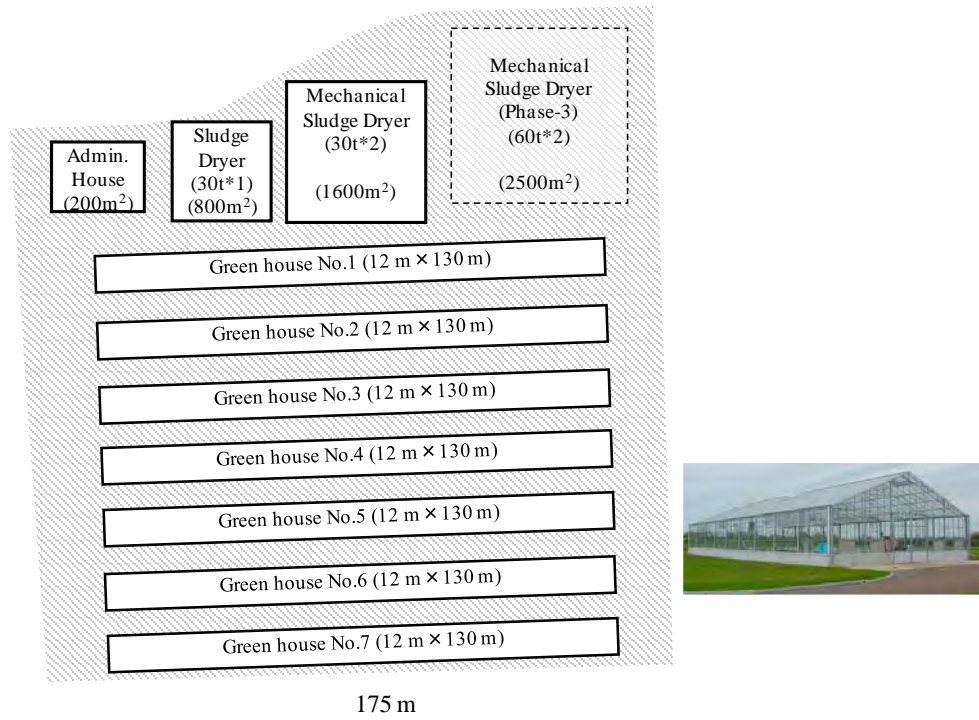 Admin.
House
(200m²)
Sludge
Dryer
(30t*1)
(800m²)
Mechanical
Sludge Dryer
(30t*2)
(1600m²)
Mechanical
Sludge Dryer
(Phase-3)
(60t*2)
(2500m²)
Green house No.1 (12 m × 130 m)
Green house No.2 (12 m × 130 m)
Green house No.3 (12 m × 130 m)
Green house No.4 (12 m × 130 m)
Green house No.5 (12 m × 130 m)
Green house No.6 (12 m × 130 m)
Green house No.7 (12 m × 130 m)
175 m